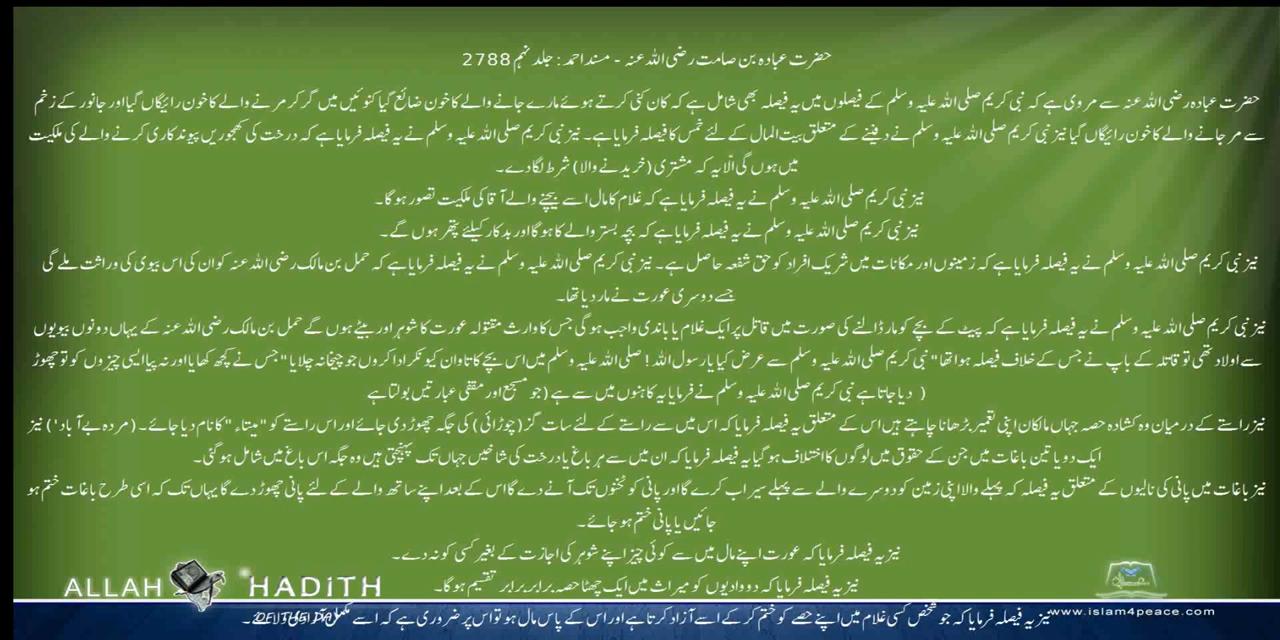 حضرت عبادہ بن صامت رضی اللہ عنہ - مسند احمد: جلد نہم 2788
حضرت عبادہ رضی اللہ عنہ سے مروی ہے کہ نبی کریم صلی اللہ علیہ وسلم کے فیصلوں میں یہ فیصلہ بھی شامل ہے کہ کان کنی کرتے ہوئے مارے جانے والے کا خون ضائع گیا کنوئیں میں گر کر مرنے والے کا خون رائیگاں گیا اور جانور کے زخم
سے مر جانے والے کا خون رائیگاں گیا نیز نبی کریم صلی اللہ علیہ وسلم نے دفینے کے متعلق بیت المال کے لئے خمس کا فیصلہ فرمایا ہے۔ نیز نبی کریم صلی اللہ علیہ وسلم نے یہ فیصلہ فرمایا ہے کہ درخت کی کھجوریں پیوند کاری کرنے والے کی ملکیت
میں ہوں گی الّا یہ کہ مشتری (خریدنے والا) شرط لگا دے۔
نیز نبی کریم صلی اللہ علیہ وسلم نے یہ فیصلہ فرمایا ہے کہ غلام کا مال اسے بیچنے والے آقا کی ملکیت تصور ہوگا۔
نیز نبی کریم صلی اللہ علیہ وسلم نے یہ فیصلہ فرمایا ہے کہ بچہ بستر والے کا ہوگا اور بدکار کیلئے پتھر ہوں گے۔
نیز نبی کریم صلی اللہ علیہ وسلم نے یہ فیصلہ فرمایا ہے کہ زمینوں اور مکانات میں شریک افراد کو حق شفعہ حاصل ہے۔ نیز نبی کریم صلی اللہ علیہ وسلم نے یہ فیصلہ فرمایا ہے کہ حمل بن مالک رضی اللہ عنہ کو ان کی اس بیوی کی وراثت ملے گی
جسے دوسری عورت نے مار دیا تھا۔
نیز نبی کریم صلی اللہ علیہ وسلم نے یہ فیصلہ فرمایا ہے کہ پیٹ کے بچے کو مار ڈالنے کی صورت میں قاتل پر ایک غلام یا باندی واجب ہوگی جس کا وارث مقتولہ عورت کا شوہر اور بیٹے ہوں گے حمل بن مالک رضی اللہ عنہ کے یہاں دونوں بیویوں
سے اولاد تھی تو قاتلہ کے باپ نے جس کے خلاف فیصلہ ہوا تھا "نبی کریم صلی اللہ علیہ وسلم سے عرض کیا یا رسول اللہ! صلی اللہ علیہ وسلم میں اس بچے کا تاوان کیونکر ادا کروں جو چیخا نہ چلایا" جس نے کچھ کھایا اور نہ پیا ایسی چیزوں کو تو چھوڑ
( دیا جاتا ہے نبی کریم صلی اللہ علیہ وسلم نے فرمایا یہ کاہنوں میں سے ہے (جو مسجع اور مقفی عبارتیں بولتا ہے
نیز راستے کے درمیان وہ کشادہ حصہ جہاں مالکان اپنی تعمیر بڑھانا چاہتے ہیں اس کے متعلق یہ فیصلہ فرمایا کہ اس میں سے راستے کے لئے سات گز (چوڑائی) کی جگہ چھوڑ دی جائے اور اس راستے کو "میتاء" کا نام دیا جائے۔ (مردہ بے آباد') نیز
ایک دو یا تین باغات میں جن کے حقوق میں لوگوں کا اختلاف ہوگیا یہ فیصلہ فرمایا کہ ان میں سے ہر باغ یا درخت کی شاخیں جہاں تک پہنچتی ہیں وہ جگہ اس باغ میں شامل ہوگی۔
نیز باغات میں پانی کی نالیوں کے متعلق یہ فیصلہ کہ پہلے والا اپنی زمین کو دوسرے والے سے پہلے سیراب کرے گا اور پانی کو ٹخنوں تک آنے دے گا اس کے بعد اپنے ساتھ والے کے لئے پانی چھوڑ دے گا یہاں تک کہ اسی طرح باغات ختم ہو
جائیں یا پانی ختم ہو جائے۔
نیز یہ فیصلہ فرمایا کہ عورت اپنے مال میں سے کوئی چیز اپنے شوہر کی اجازت کے بغیر کسی کو نہ دے۔
نیز یہ فیصلہ فرمایا کہ دو دادیوں کو میراث میں ایک چھٹا حصہ برابر برابر تقسیم ہوگا۔
ALLAH HADITH
نیز یہ فیصلہ فرمایا کہ جو شخص کسی غلام میں اپنے حصے کو ختم کر کے اسے آزاد کرتا ہے اور اس کے پاس مال ہو تو اس پر ضروری ہے کہ اسے مکمل
OF THE DAY
www.islam4peace.com